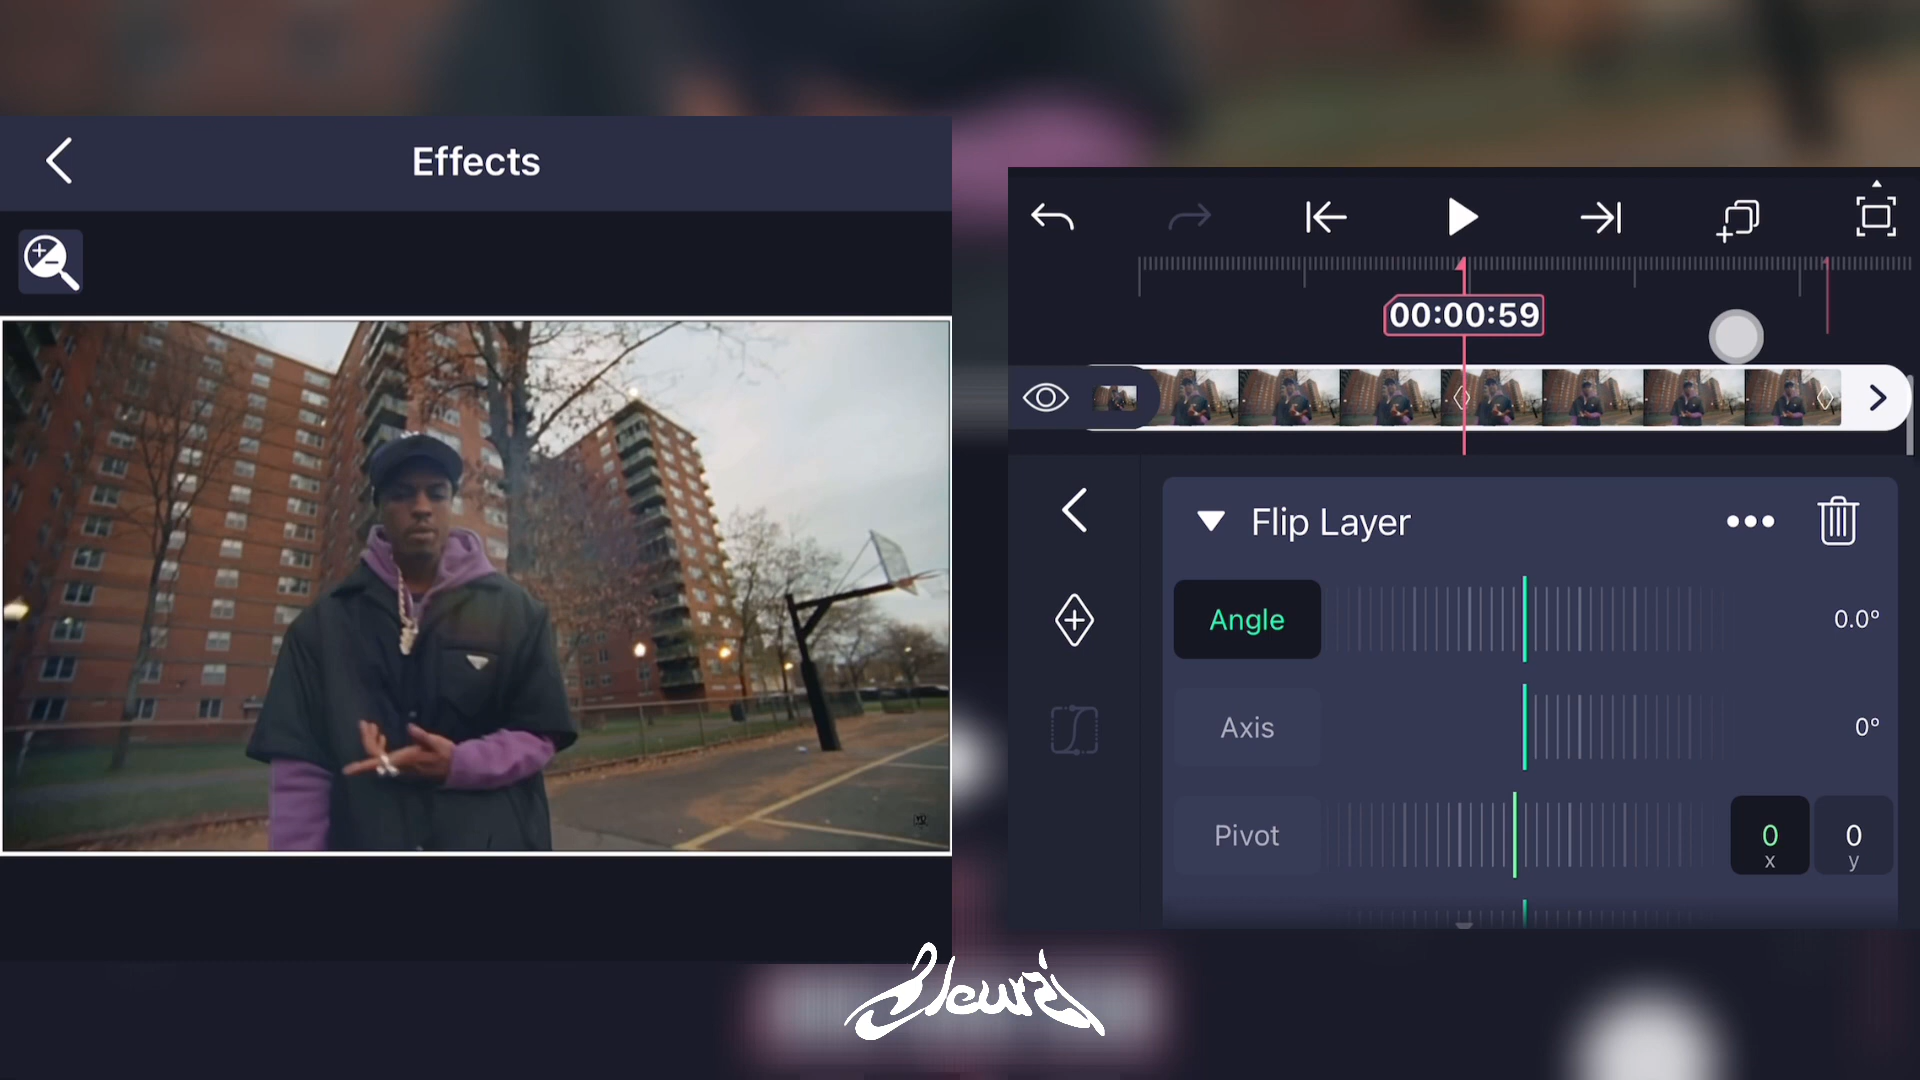 Effects
00:00:59
Flip Layer
Angle
0.0°
Axis
0°
Pivot
0
x
0
y